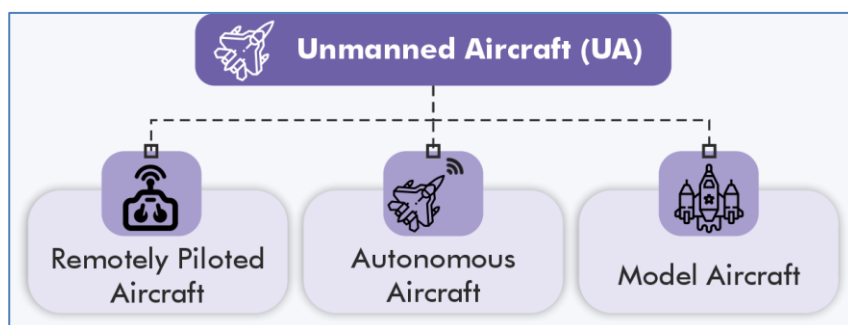 Unmanned Aircraft (UA)
Remotely Piloted
Aircraft
Autonomous
Aircraft
Model Aircraft